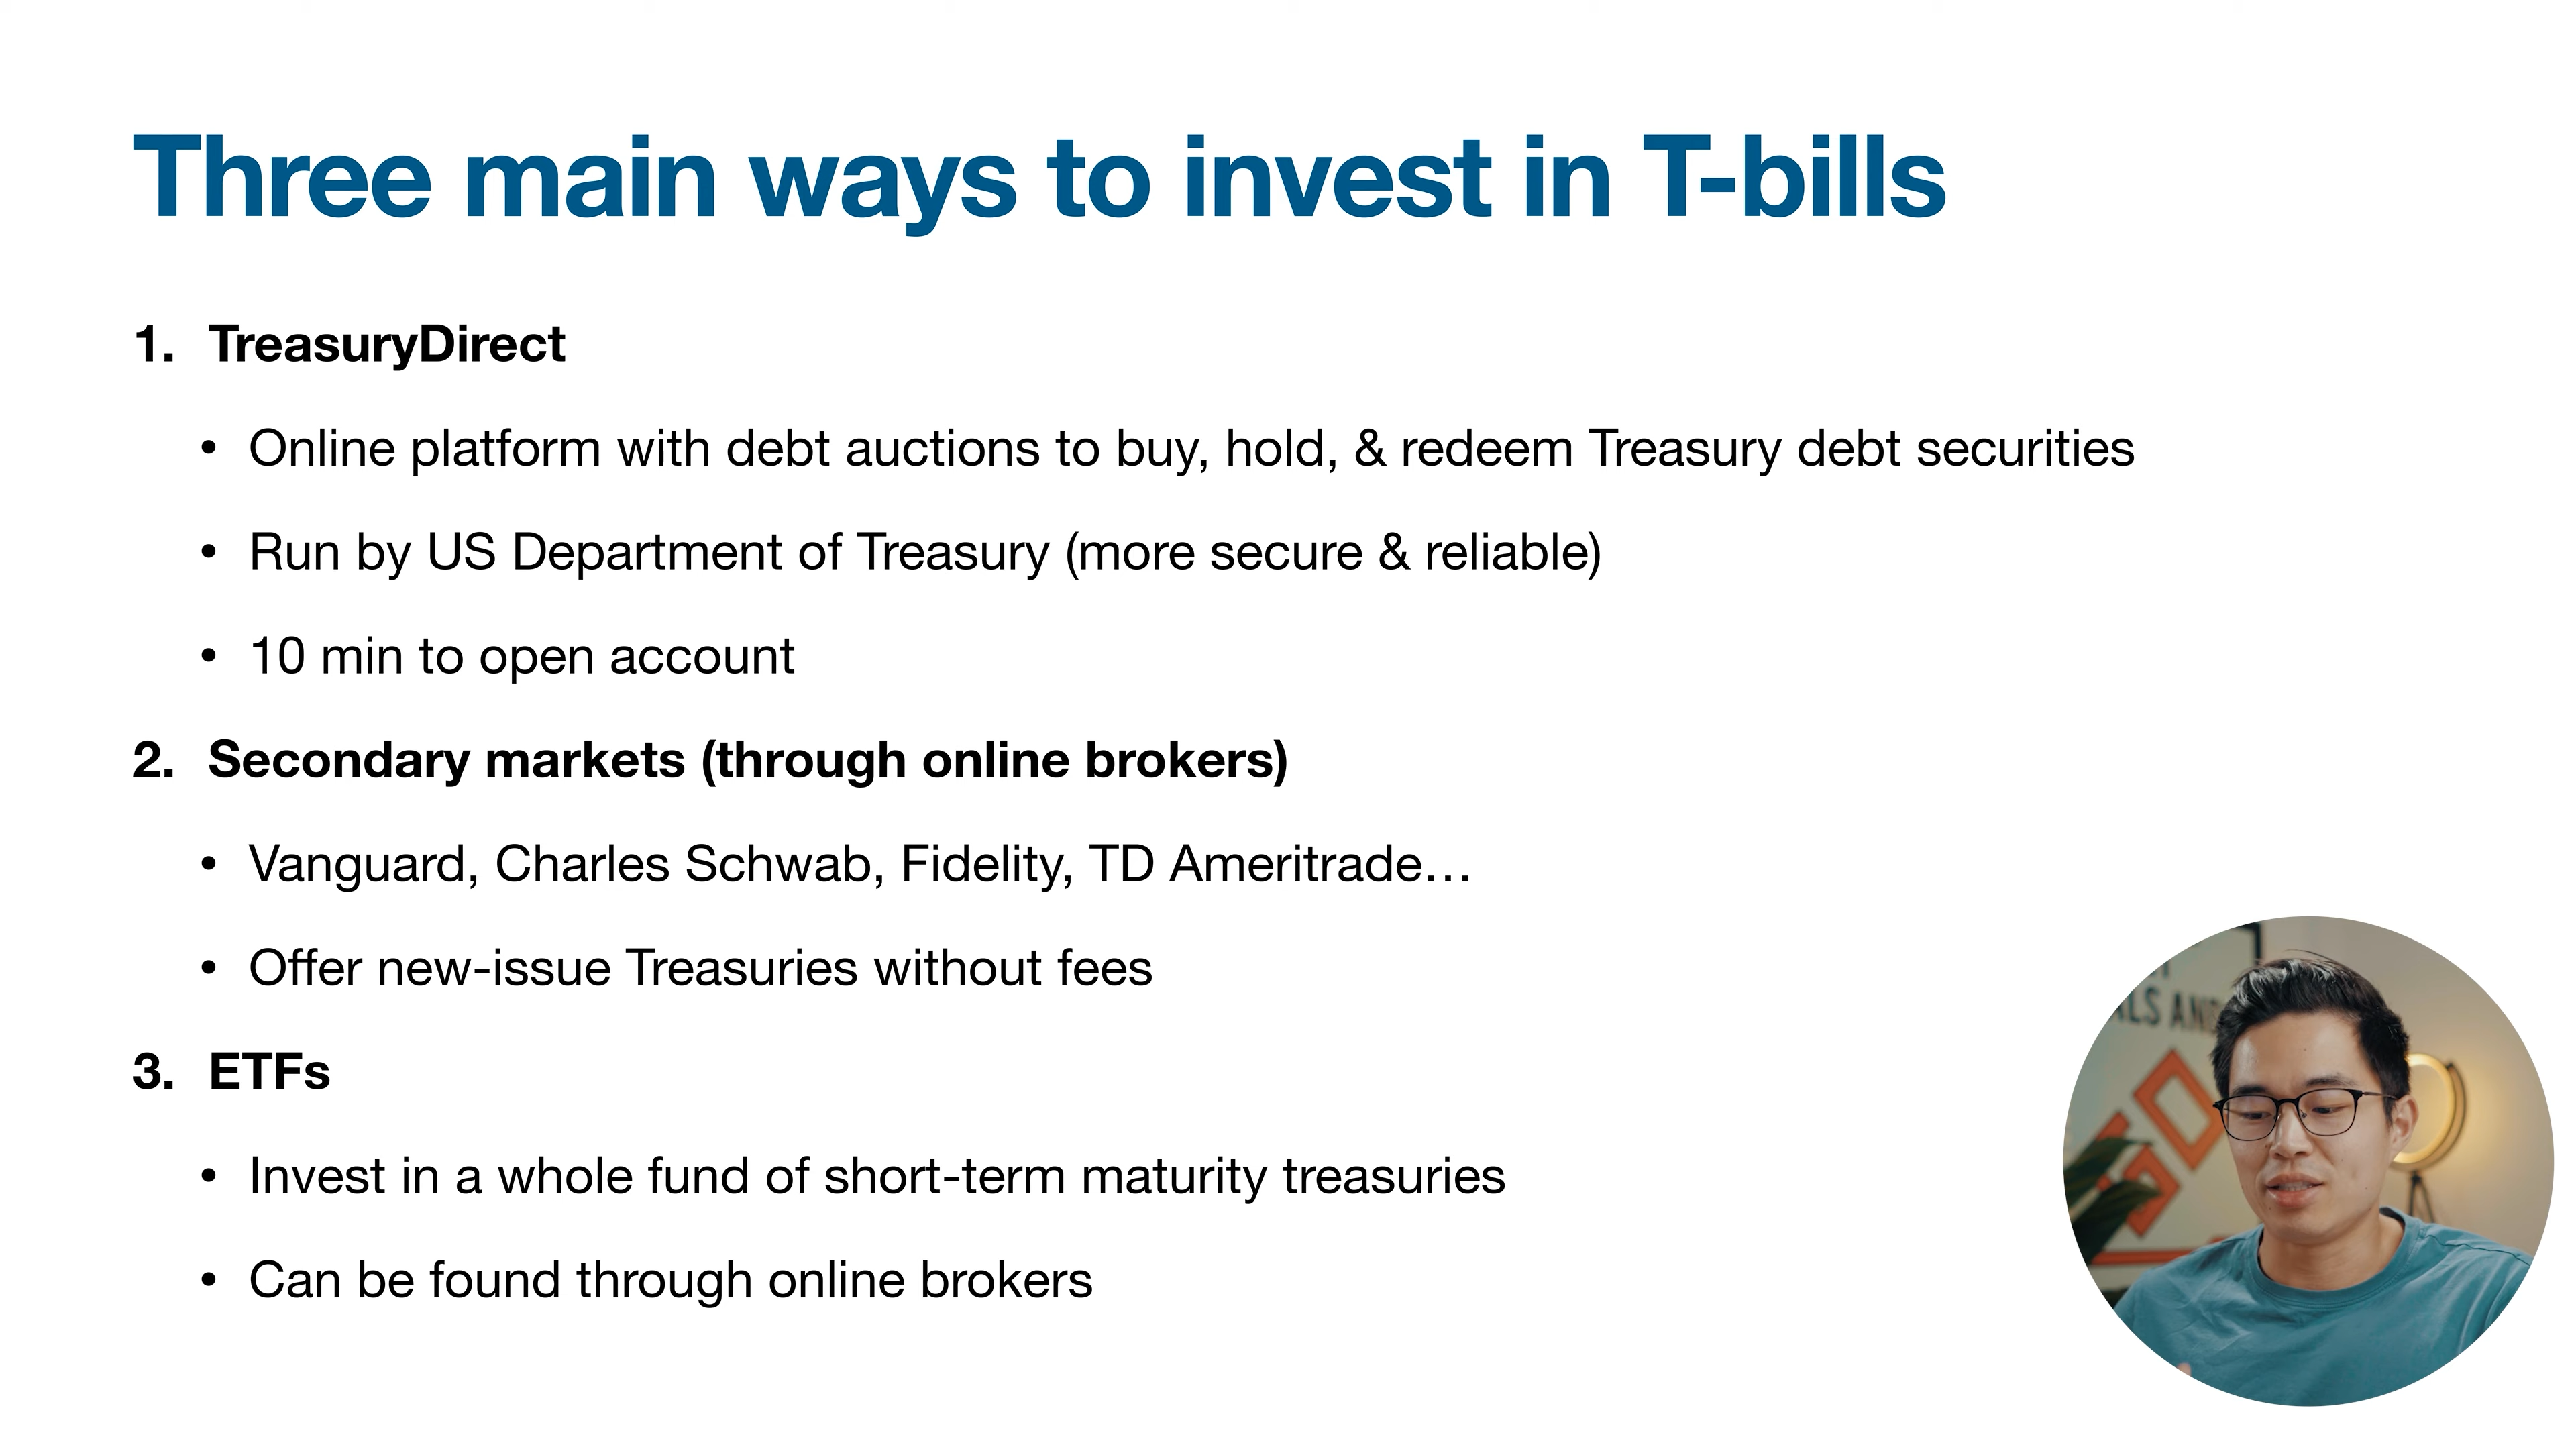 Three main ways to invest in T-bills
1. TreasuryDirect
• Online platform with debt auctions to buy, hold, & redeem Treasury debt securities
• Run by US Department of Treasury (more secure & reliable)
• 10 min to open account
2. Secondary markets (through online brokers)
• Vanguard, Charles Schwab, Fidelity, TD Ameritrade…
• Offer new-issue Treasuries without fees
3. ETFs
• Invest in a whole fund of short-term maturity treasuries
• Can be found through online brokers